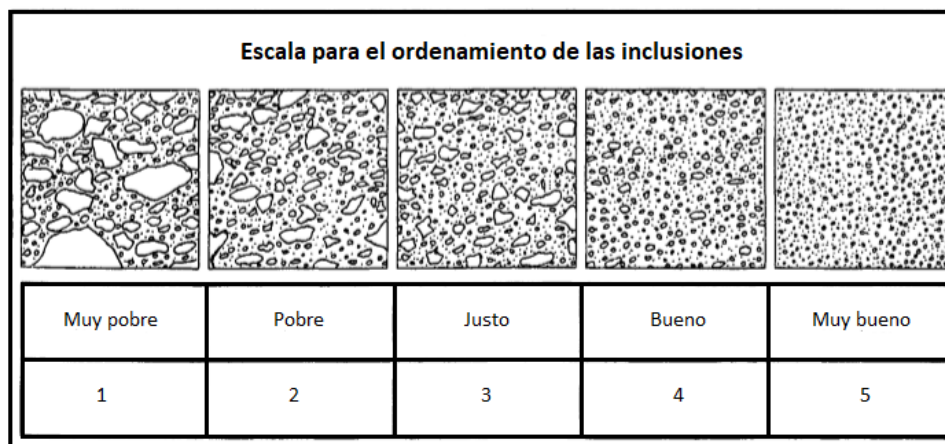 Escala para el ordenamiento de las inclusiones
Muy pobre Pobre Justo Bueno Muy bueno
1 2 3 4 5